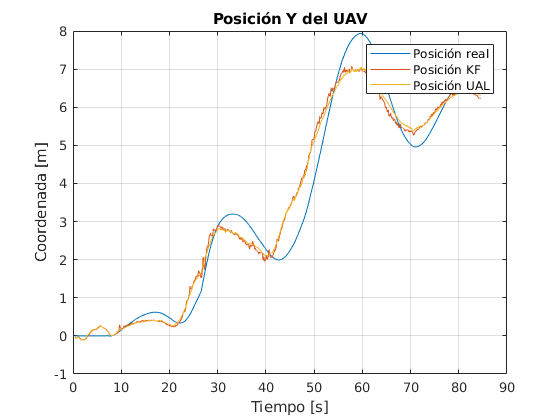 Posición Y del UAV
8
7
6
5
4
3
2
1
0
-1
Coordenada [m]
Posición real
Posición KF
Posición UAL
0 10 20 30 40 50 60 70 80 90
Tiempo [s]